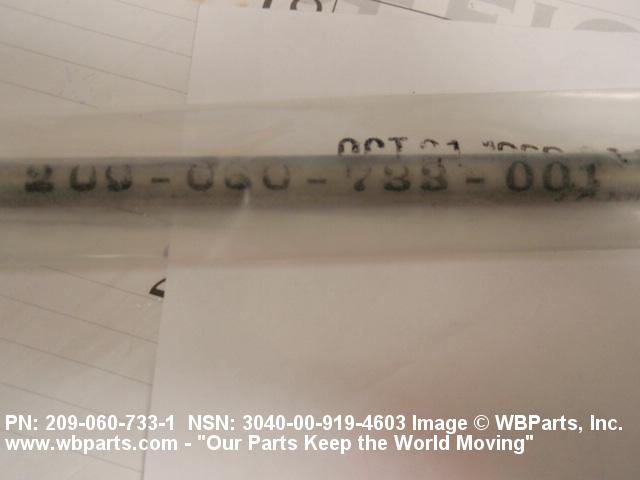 209-060-733-001
PN: 209-060-733-1 NSN: 3040-00-919-4603 Image © WBParts, Inc.
www.wbparts.com - "Our Parts Keep the World Moving"